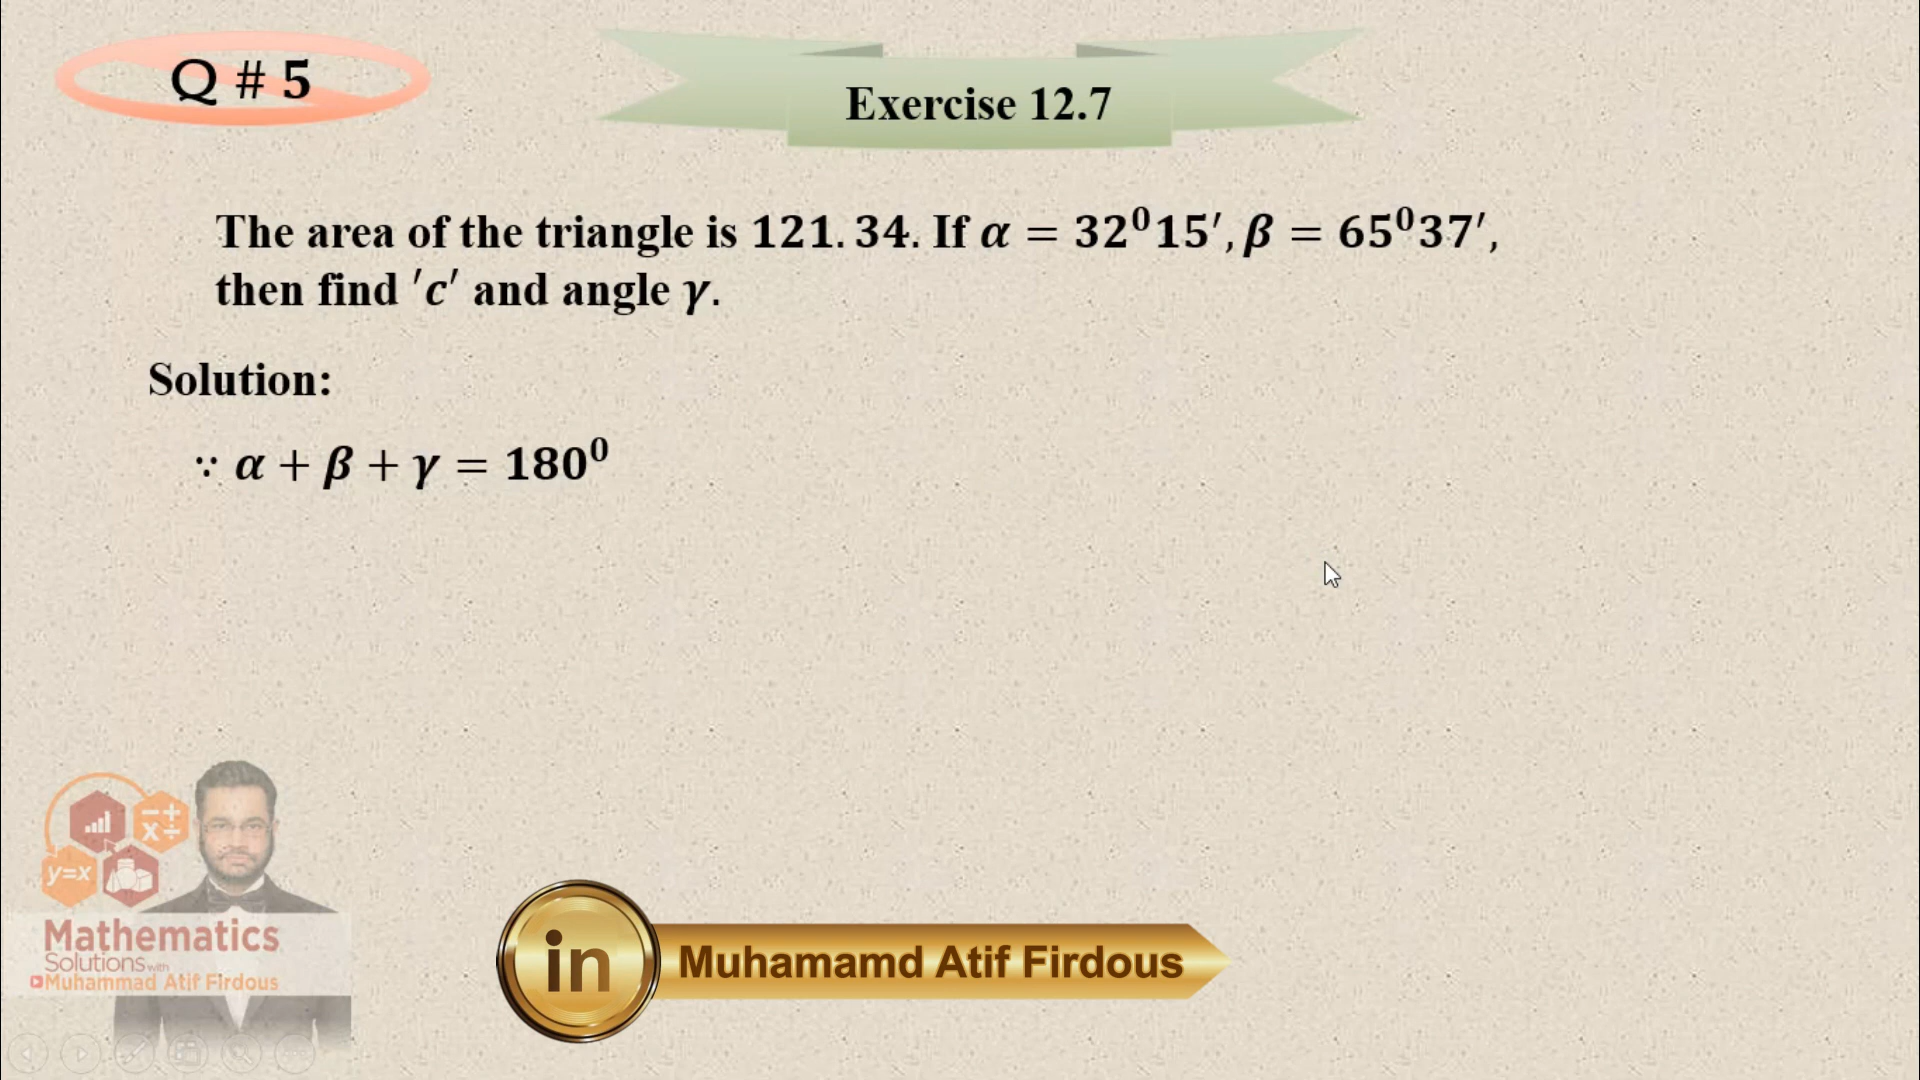 Q # 5
Exercise 12.7
The area of the triangle is 121.34. If α = 32⁰15′, β = 65⁰37′,
then find ′c′ and angle γ.
Solution:
∵ α + β + γ = 180⁰
y=x
Mathematics
Solutions with
Muhammad Atif Firdous
in
Muhamamd Atif Firdous